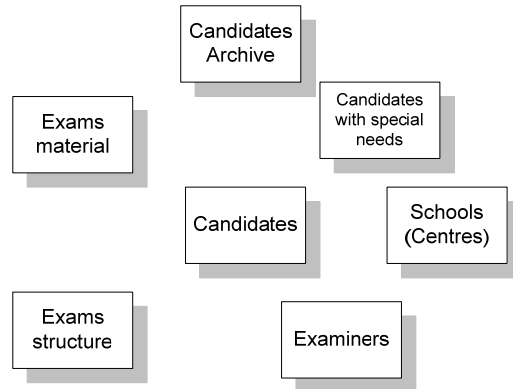 Candidates
Archive
Candidates
with special
needs
Exams
material
Candidates
Schools
(Centres)
Exams
structure
Examiners